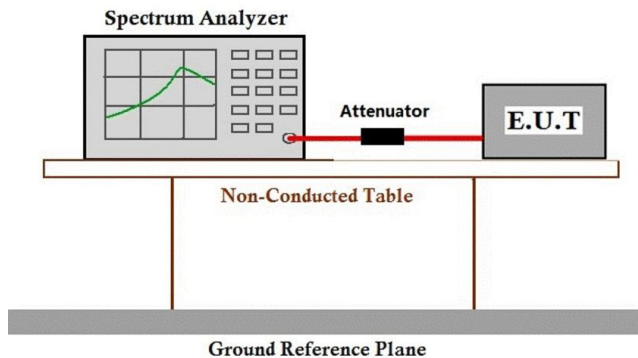 Spectrum Analyzer
Attenuator
E.U.T
Non-Conducted Table
Ground Reference Plane